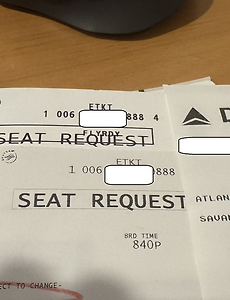 ETKT
1 006 888 4
FLYRDY
SEAT REQUEST
ETKT
1 006 888
SEAT REQUEST
BRD TIME
840P
ECT TO CHANGE-
D
ATLAN
SAVAN